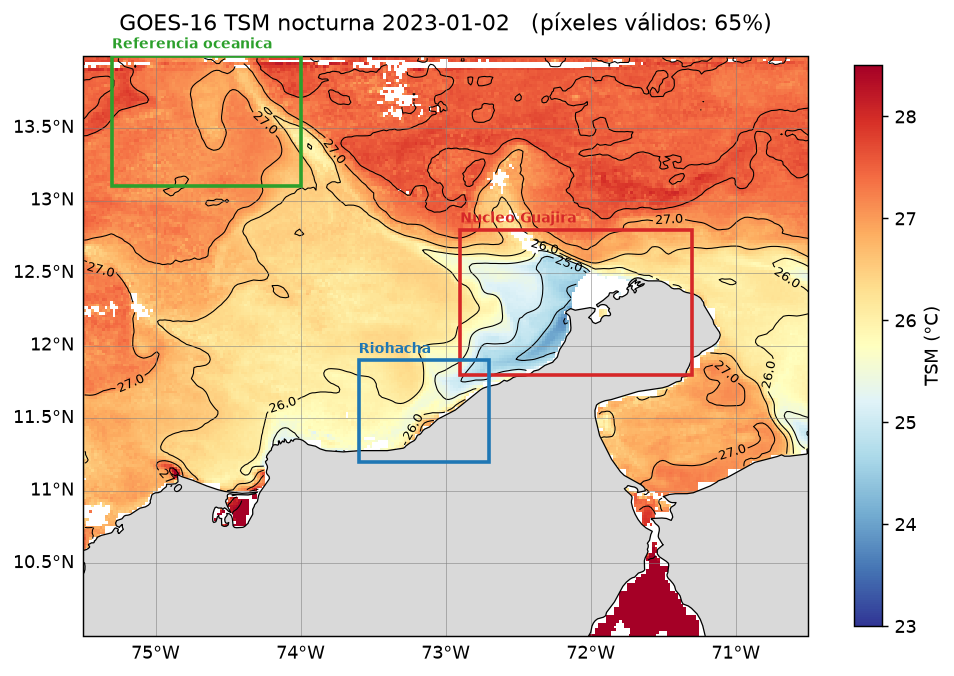 GOES-16 TSM nocturna 2023-01-02 (píxeles válidos: 65%)
Referencia oceanica
Nucleo Guajira
Riohacha
27.0
27.0
27.0
27.0
26.0
25.0
26.0
27.0
26.0
26.0
27.0
26.0
27.0
27.0
13.5°N
13°N
12.5°N
12°N
11.5°N
11°N
10.5°N
75°W
74°W
73°W
72°W
71°W
28
27
26
25
24
23
TSM (°C)